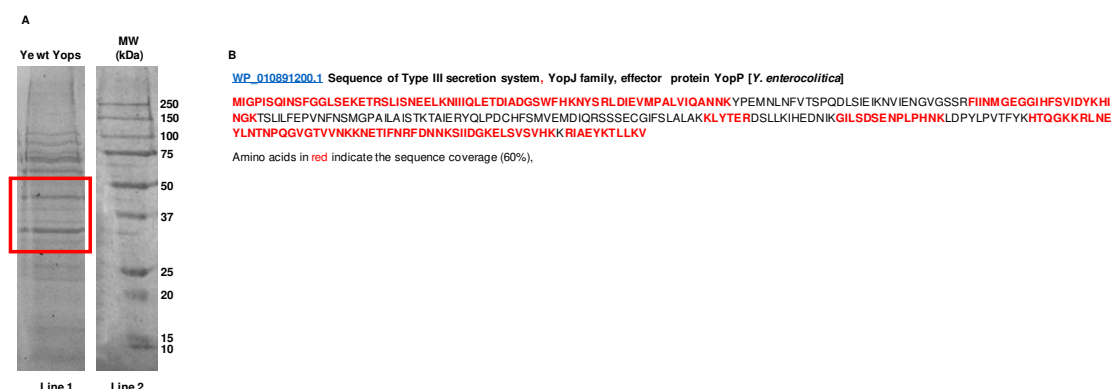 A
Ye wt Yops
MW
(kDa)
250
150
100
75
50
37
25
20
15
10
Line 1
Line 2
B
WP_010891200.1 Sequence of Type III secretion system, YopJ family, effector protein YopP [Y. enterocolitica]
MIGPISQINSFGGLSEKETRSLISNEELKNIIIQLETDIADGSWFHKNYSRLDIEVMPALVIQANNKYPEMNLNFVTSPQDLSIEIKNVIENGVGSSRFIINMGEGGIHFSVIDYKHI
NGKTSLILFEPVNFNSMGPAILAISTKTAIERYQLPDCHFSMVEMDIQRSSSECGIFSLALAKKLYTERDSLLKIHEDNIKGILSDSENPLPHNKLDPYLPVTFYKHTQGKKRLNE
YLNTNPQGVGTVVNKKNETIFNRFDNNKSIIDGKELSVSVHKKRIAEYKTLLKV
Amino acids in red indicate the sequence coverage (60%),